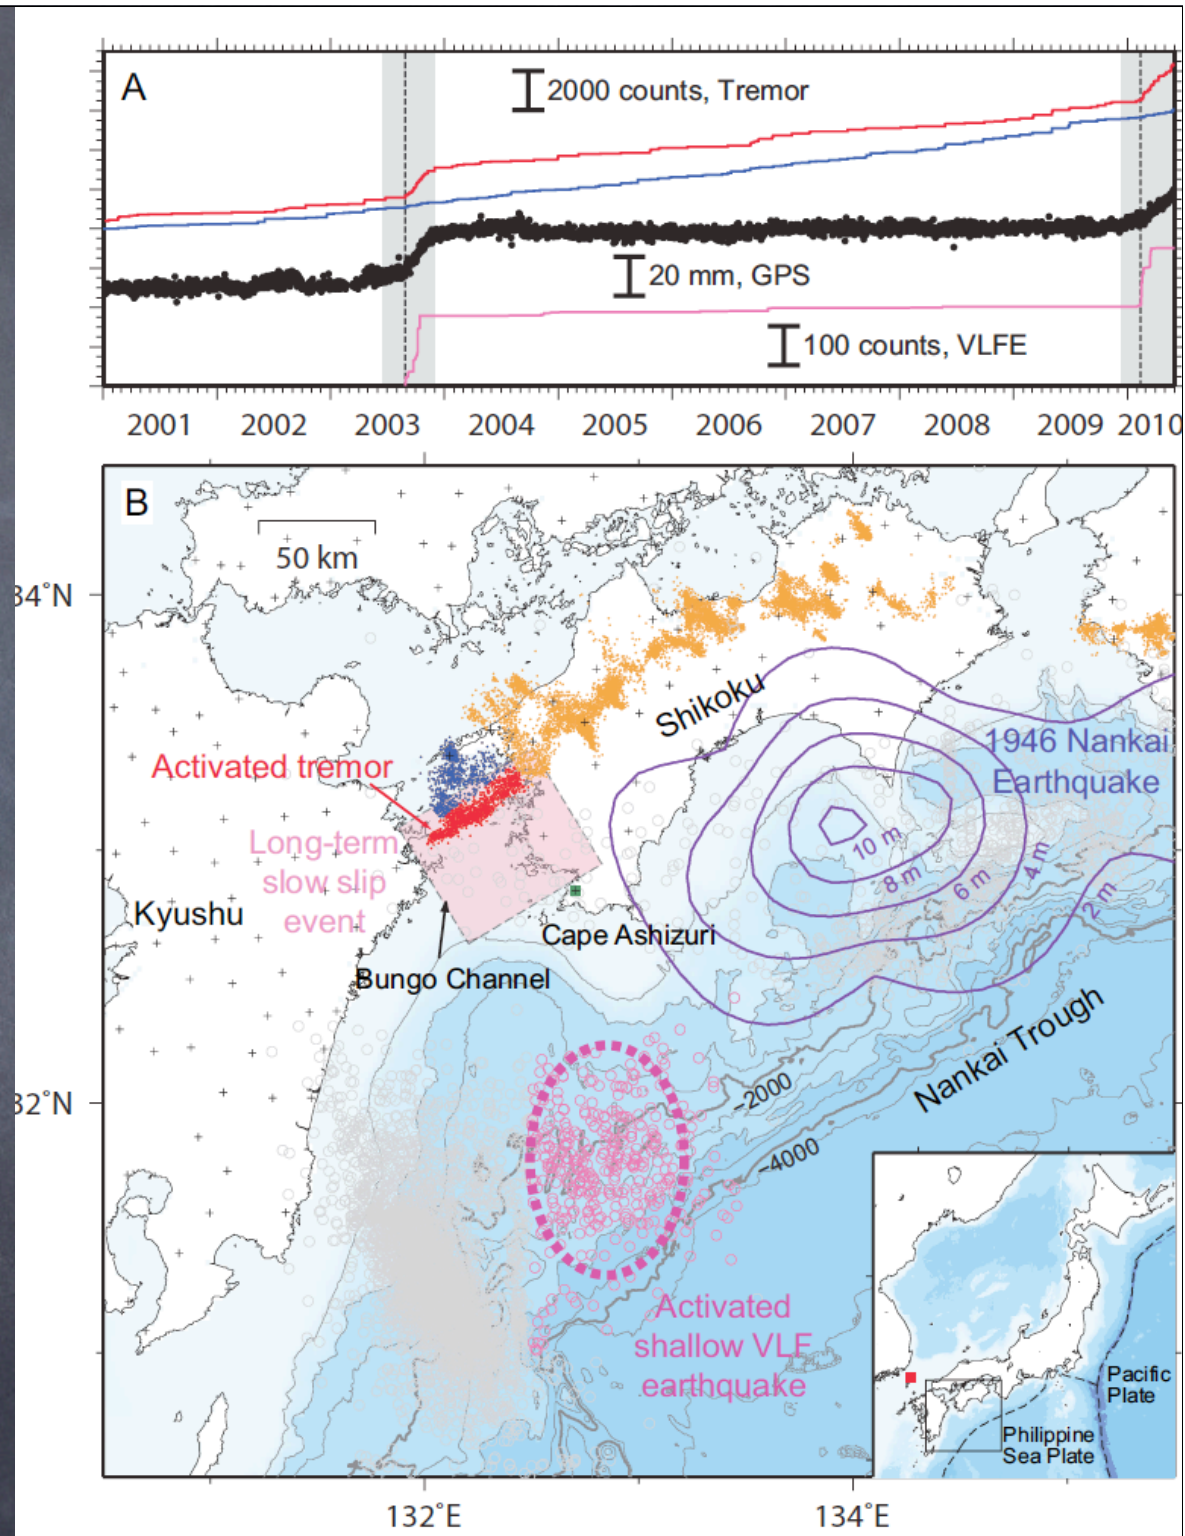 A
2000 counts, Tremor
20 mm, GPS
100 counts, VLFE
2001 2002 2003 2004 2005 2006 2007 2008 2009 2010
B
50 km
34°N
Shikoku
1946 Nankai
Earthquake
Activated tremor
10 m
8 m
6 m
4 m
2 m
Long-term
slow slip
event
Kyushu
Cape Ashizuri
Bungo Channel
Nankai Trough
32°N
-2000
-4000
Activated
shallow VLF
earthquake
Pacific
Plate
Philippine
Sea Plate
132°E 134°E